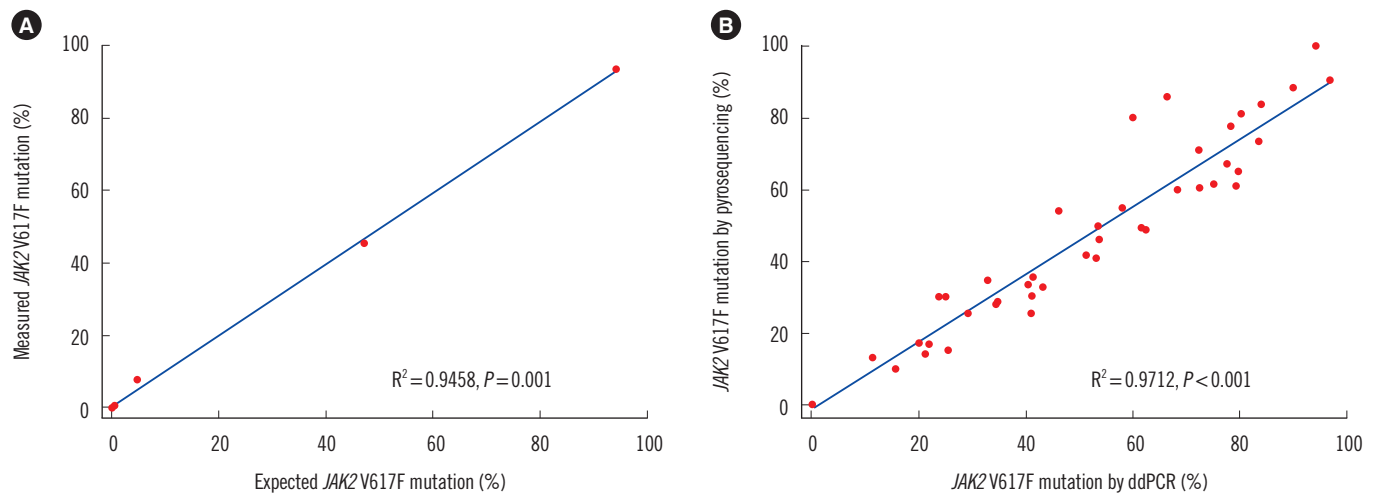 A
Measured JAK2 V617F mutation (%)
100
80
60
40
20
0
R² = 0.9458, P = 0.001
0 20 40 60 80 100
Expected JAK2 V617F mutation (%)
B
JAK2 V617F mutation by pyrosequencing (%)
100
80
60
40
20
0
R² = 0.9712, P < 0.001
0 20 40 60 80 100
JAK2 V617F mutation by ddPCR (%)